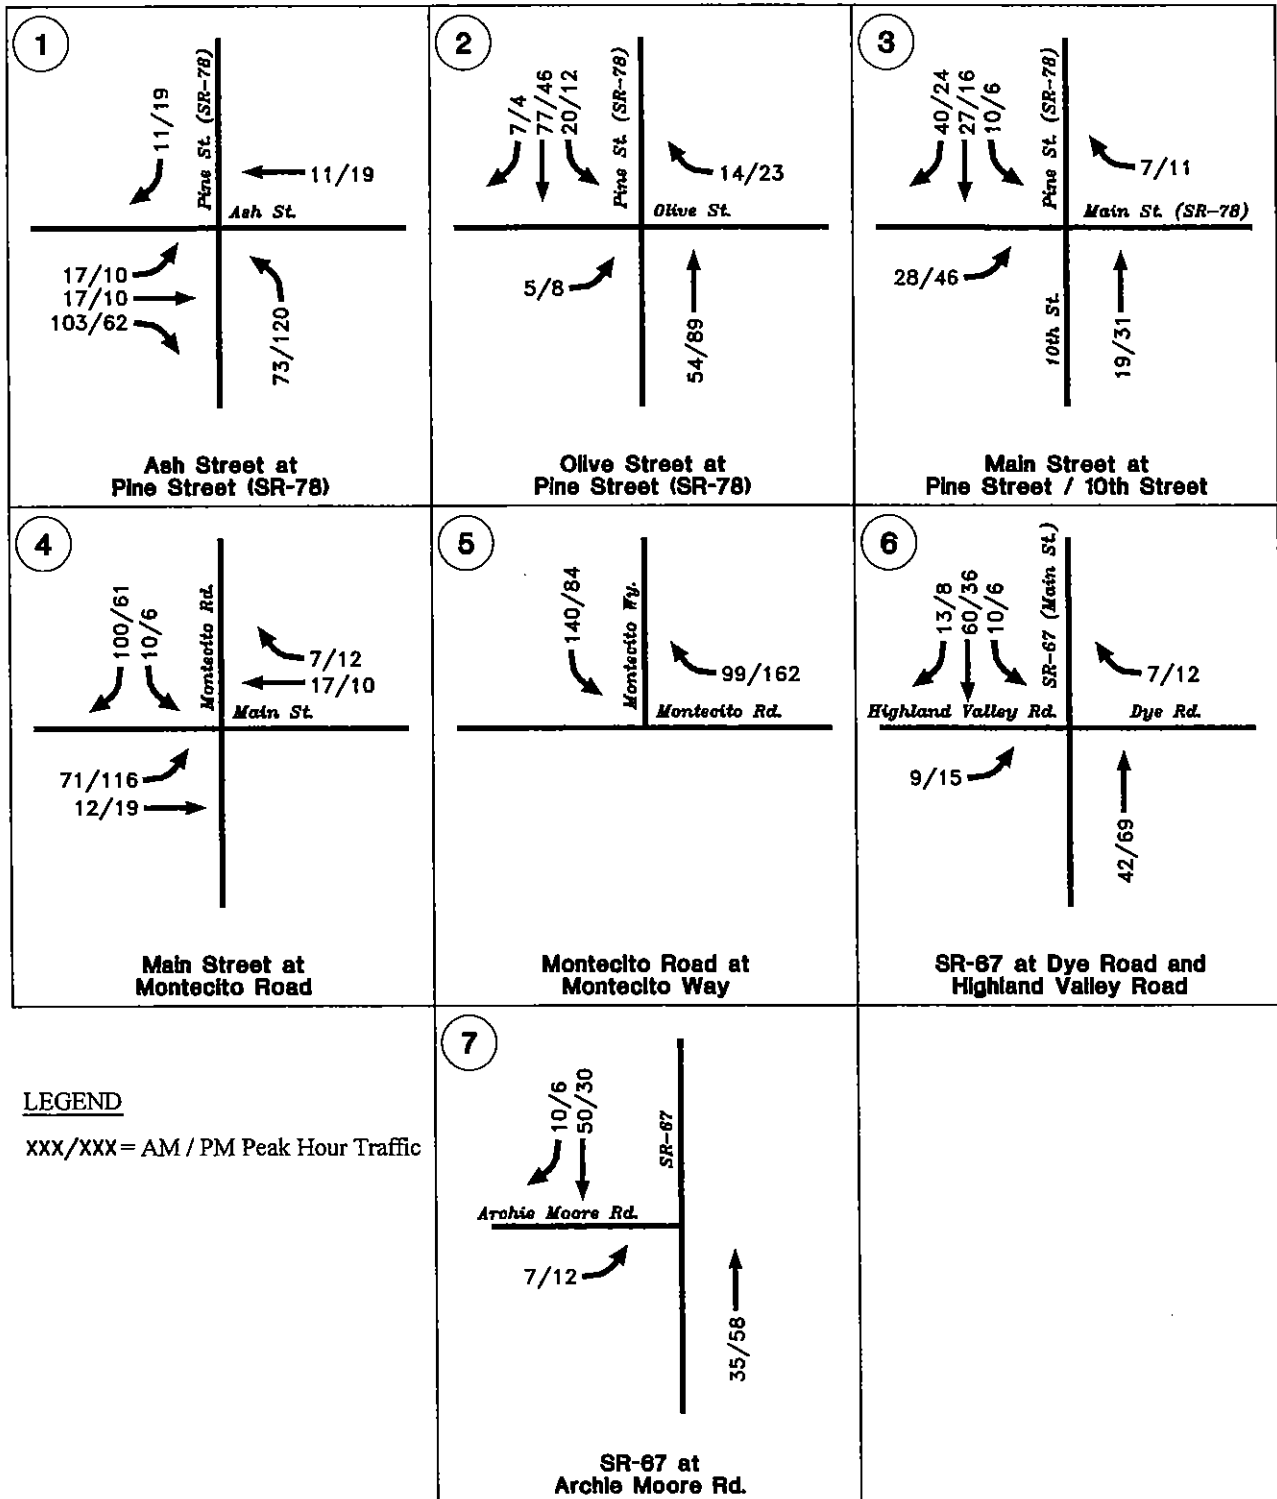 1
11/19
Pine St. (SR-78)
11/19
Ash St.
17/10
17/10
103/62
73/120
Ash Street at
Pine Street (SR-78)
2
7/4
77/46
20/12
Pine St. (SR-78)
14/23
Olive St.
5/8
54/89
Olive Street at
Pine Street (SR-78)
3
40/24
27/16
10/6
Pine St. (SR-78)
7/11
Main St. (SR-78)
28/46
10th St.
19/31
Main Street at
Pine Street / 10th Street
4
100/61
10/6
Montecito Rd.
7/12
17/10
Main St.
71/116
12/19
Main Street at
Montecito Road
5
140/84
Montecito Wy.
99/162
Montecito Rd.
Montecito Road at
Montecito Way
6
13/8
60/36
10/6
SR-67 (Main St.)
7/12
Highland Valley Rd.
Dye Rd.
9/15
42/69
SR-67 at Dye Road and
Highland Valley Road
7
10/6
50/30
SR-67
Archie Moore Rd.
7/12
35/58
SR-67 at
Archie Moore Rd.
LEGEND
XXX/XXX = AM / PM Peak Hour Traffic